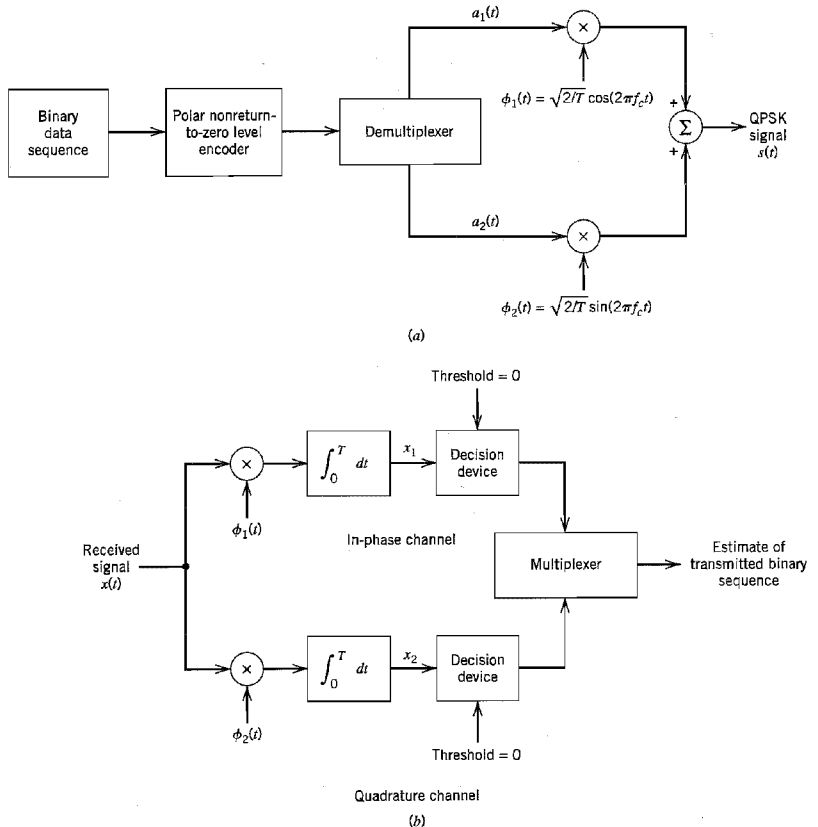 a₁(t)
×
ϕ₁(t) = √2/T cos(2πf_ct)
Binary
data
sequence
Polar nonreturn-
to-zero level
encoder
Demultiplexer
+
Σ
+
QPSK
signal
s(t)
a₂(t)
×
ϕ₂(t) = √2/T sin(2πf_ct)
(a)
Threshold = 0
×
∫₀ᵀ dt
x₁
Decision
device
ϕ₁(t)
In-phase channel
Received
signal
x(t)
Multiplexer
Estimate of
transmitted binary
sequence
×
∫₀ᵀ dt
x₂
Decision
device
ϕ₂(t)
Threshold = 0
Quadrature channel
(b)